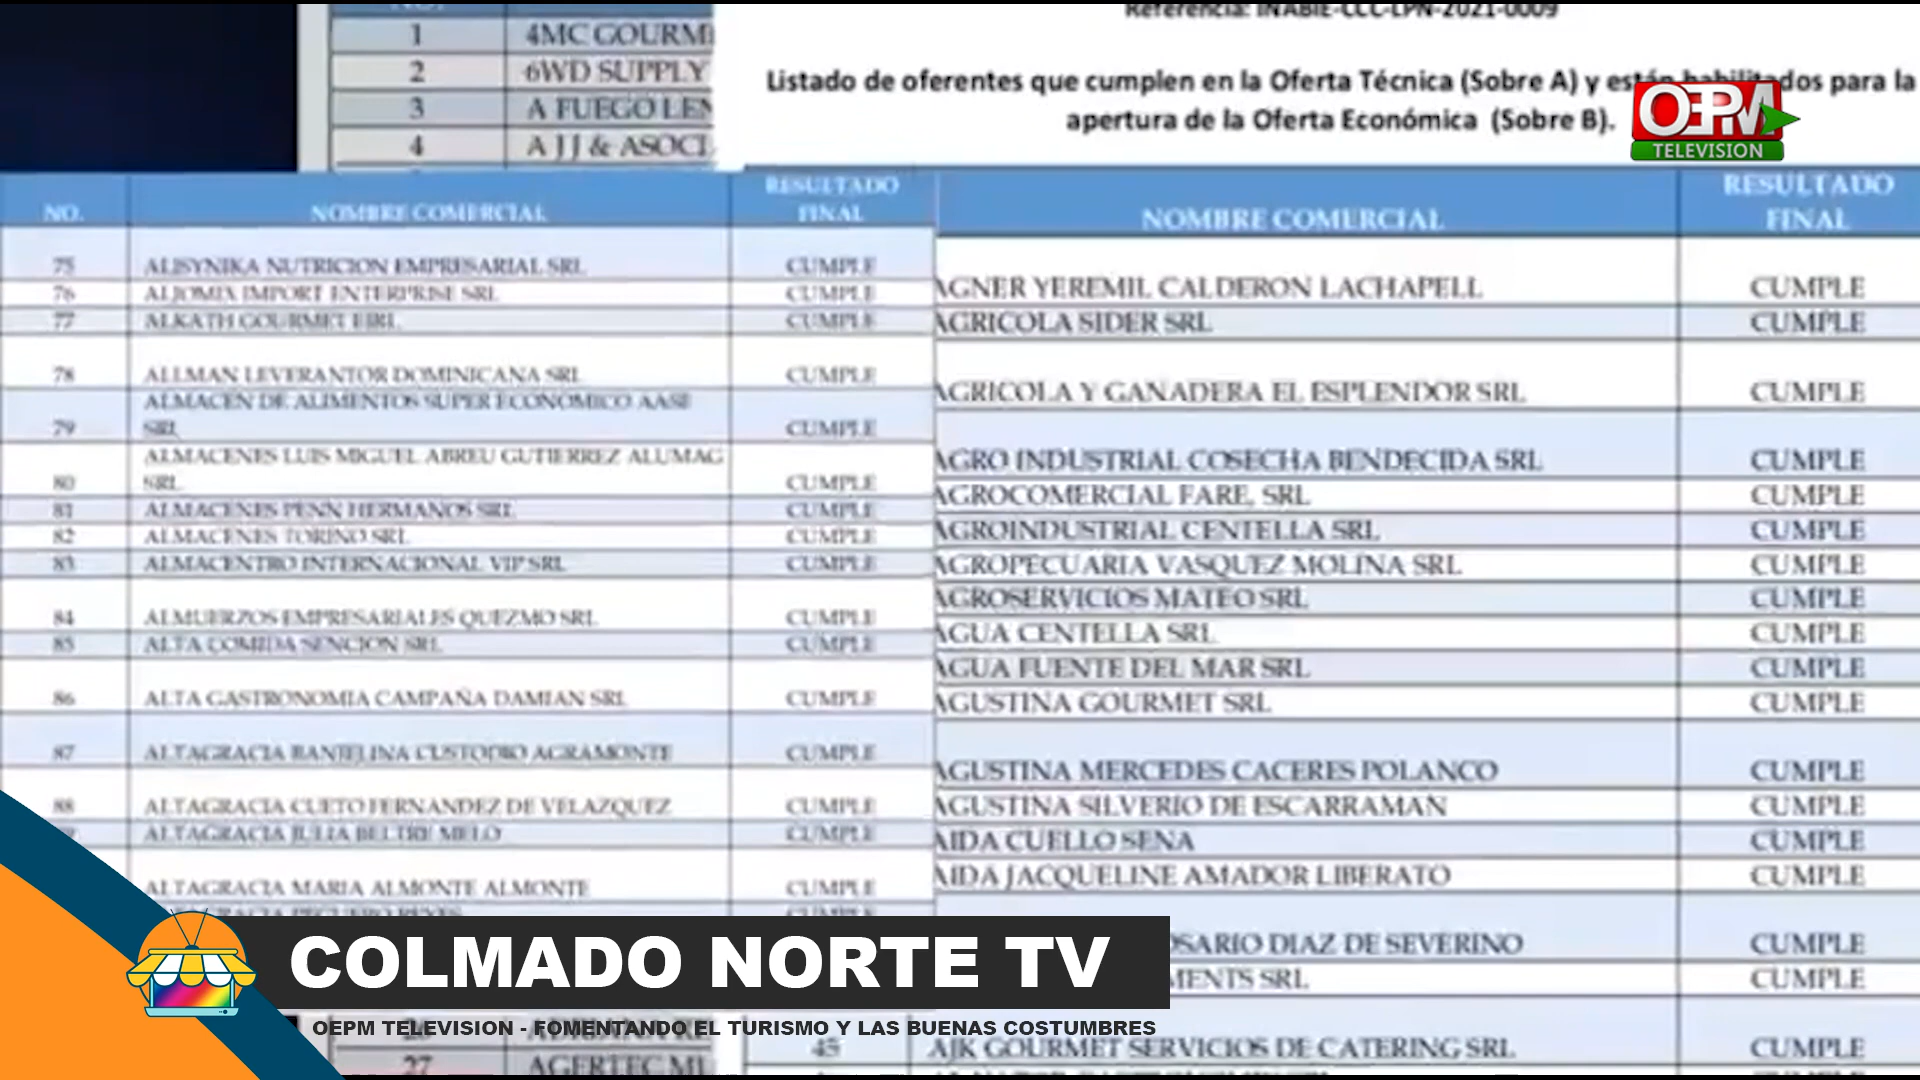 NO.
1 4MC GOURM
2 6WD SUPPLY
3 A FUEGO LEN
4 A J J & ASOCI
Referencia: INABIE-CCC-LPN-2021-0009
Listado de oferentes que cumplen en la Oferta Técnica (Sobre A) y están habilitados para la
apertura de la Oferta Económica (Sobre B).
OEPM
TELEVISION
NO. NOMBRE COMERCIAL RESULTADO FINAL
75 ALISYNIKA NUTRICION EMPRESARIAL SRL CUMPLE
76 ALJOMIX IMPORT ENTERPRISE SRL CUMPLE
77 ALKATH GOURMET EIRL CUMPLE
78 ALLMAN LEVERANTOR DOMINICANA SRL CUMPLE
79 ALMACEN DE ALIMENTOS SUPER ECONOMICO AASE SRL CUMPLE
80 ALMACENES LUIS MIGUEL ABREU GUTIERREZ ALUMAG SRL CUMPLE
81 ALMACENES PENN HERMANOS SRL CUMPLE
82 ALMACENES TORINO SRL CUMPLE
83 ALMACENTRO INTERNACIONAL VIP SRL CUMPLE
84 ALMUERZOS EMPRESARIALES QUEZMO SRL CUMPLE
85 ALTA COMIDA SENCION SRL CUMPLE
86 ALTA GASTRONOMIA CAMPAÑA DAMIAN SRL CUMPLE
87 ALTAGRACIA BANIELINA CUSTODIO AGRAMONTE CUMPLE
88 ALTAGRACIA CUETO FERNANDEZ DE VELAZQUEZ CUMPLE
ALTAGRACIA JULIA BELTRE MELO CUMPLE
ALTAGRACIA MARIA ALMONTE ALMONTE CUMPLE
ALTAGRACIA PEGUERO REYES CUMPLE
NOMBRE COMERCIAL RESULTADO FINAL
AGNER YEREMIL CALDERON LACHAPELL CUMPLE
AGRICOLA SIDER SRL CUMPLE
AGRICOLA Y GANADERA EL ESPLENDOR SRL CUMPLE
AGRO INDUSTRIAL COSECHA BENDECIDA SRL CUMPLE
AGROCOMERCIAL FARE, SRL CUMPLE
AGROINDUSTRIAL CENTELLA SRL CUMPLE
AGROPECUARIA VASQUEZ MOLINA SRL CUMPLE
AGROSERVICIOS MATEO SRL CUMPLE
AGUA CENTELLA SRL CUMPLE
AGUA FUENTE DEL MAR SRL CUMPLE
AGUSTINA GOURMET SRL CUMPLE
AGUSTINA MERCEDES CACERES POLANCO CUMPLE
AGUSTINA SILVERIO DE ESCARRAMAN CUMPLE
AIDA CUELLO SENA CUMPLE
AIDA JACQUELINE AMADOR LIBERATO CUMPLE
OSARIO DIAZ DE SEVERINO CUMPLE
MENTS SRL CUMPLE
45 AJK GOURMET SERVICIOS DE CATERING SRL CUMPLE
COLMADO NORTE TV
OEPM TELEVISION - FOMENTANDO EL TURISMO Y LAS BUENAS COSTUMBRES
27 AGERTEC MU